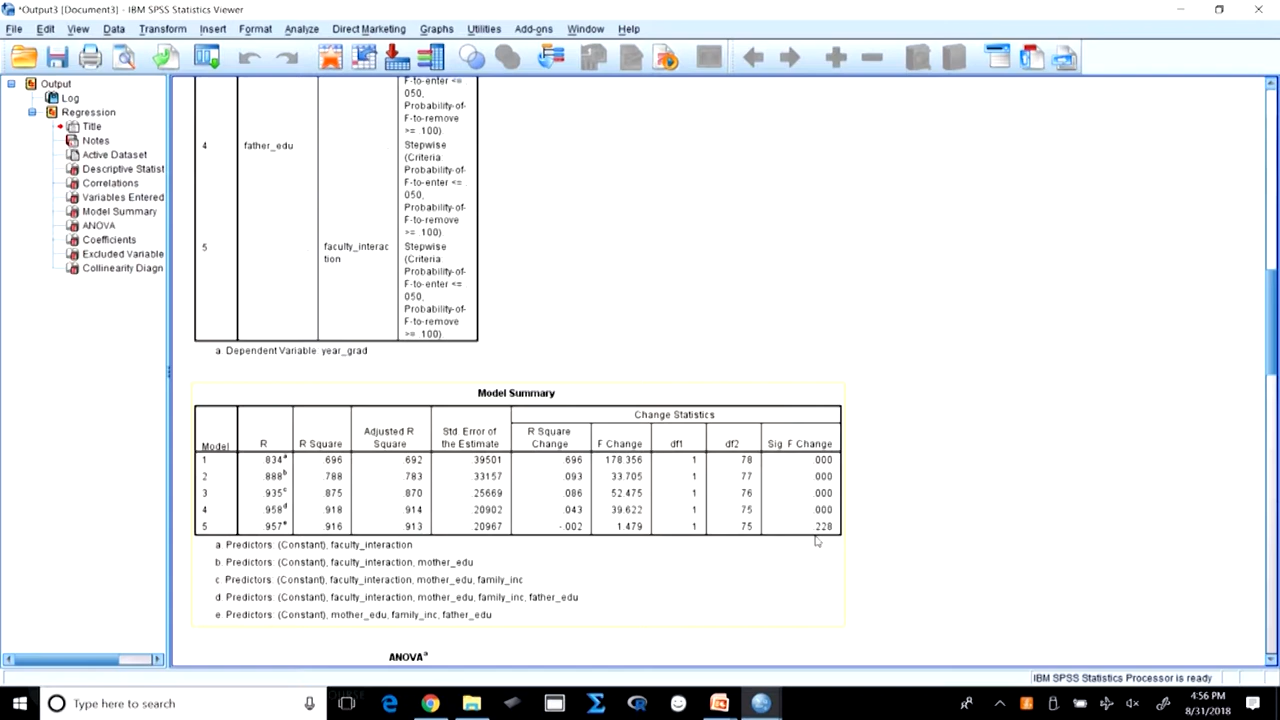 *Output3 [Document3] - IBM SPSS Statistics Viewer
File Edit View Data Transform Insert Format Analyze Direct Marketing Graphs Utilities Add-ons Window Help
Output
Log
Regression
Title
Notes
Active Dataset
Descriptive Statist
Correlations
Variables Entered
Model Summary
ANOVA
Coefficients
Excluded Variable
Collinearity Diagn
F-to-enter <=
050,
Probability-of-
F-to-remove
>= 100)
4 father_edu Stepwise
(Criteria
Probability-of-
F-to-enter <=
050,
Probability-of-
F-to-remove
>= 100)
5 faculty_interac Stepwise
tion (Criteria
Probability-of-
F-to-enter <=
050,
Probability-of-
F-to-remove
>= 100)
a Dependent Variable year_grad
Model Summary
Change Statistics
Model R R Square Adjusted R Square Std Error of the Estimate R Square Change F Change df1 df2 Sig F Change
1 834a 696 692 39501 696 178 356 1 78 000
2 .888b .788 .783 33157 .093 33.705 1 77 000
3 .935c .875 .870 25669 .086 52.475 1 76 .000
4 .958d .918 914 20902 .043 39.622 1 75 .000
5 .957e .916 .913 20967 -.002 1.479 1 75 228
a Predictors (Constant), faculty_interaction
b. Predictors (Constant), faculty_interaction, mother_edu
c. Predictors (Constant), faculty_interaction, mother_edu, family_inc
d. Predictors (Constant), faculty_interaction, mother_edu, family_inc, father_edu
e. Predictors (Constant), mother_edu, family_inc, father_edu
ANOVAa
IBM SPSS Statistics Processor is ready
Type here to search
4:56 PM
8/31/2018